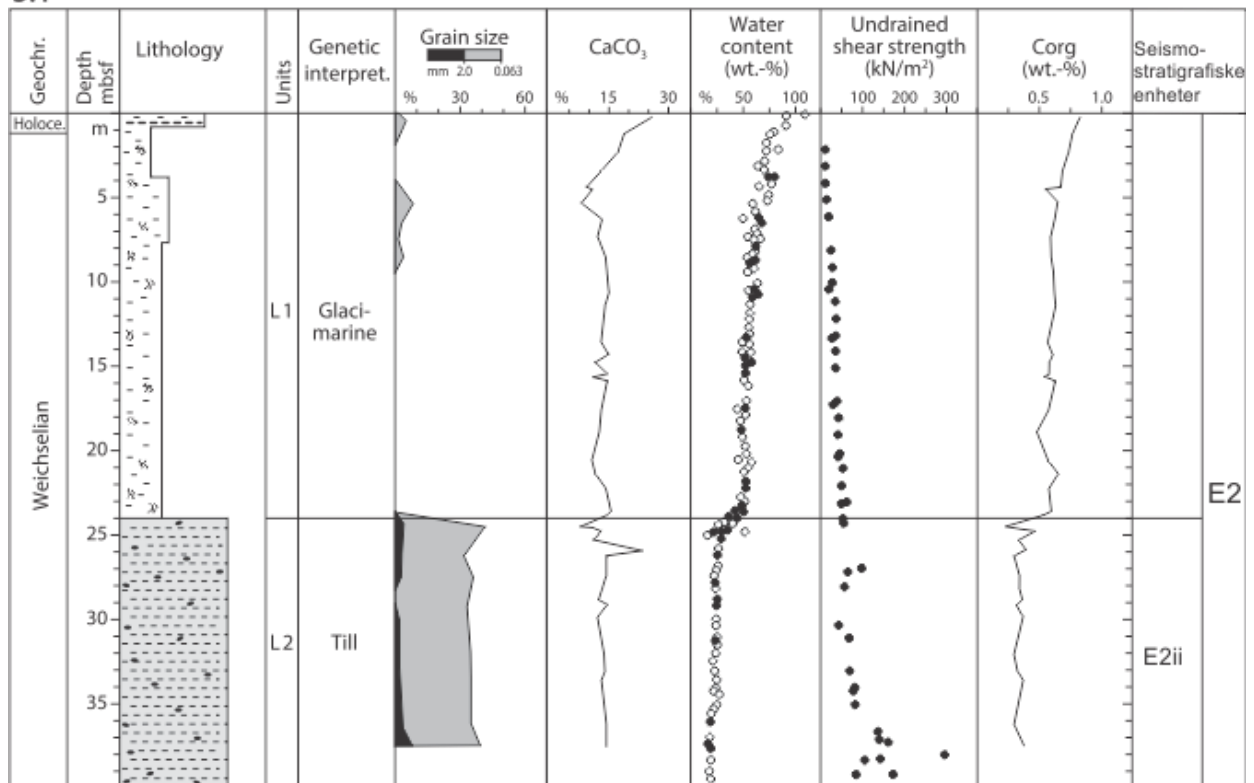 Geochr.
Depth
mbsf
Lithology
Units
Genetic
interpret.
Grain size
mm 2.0 0.063
% 30 60
CaCO₃
% 15 30
Water
content
(wt.-%)
% 50 100
Undrained
shear strength
(kN/m²)
100 200 300
Corg
(wt.-%)
0.5 1.0
Seismo-
stratigrafiske
enheter
Holoce.
m
Weichselian
5
10
15
20
25
30
35
L1
Glaci-
marine
E2
L2
Till
E2ii